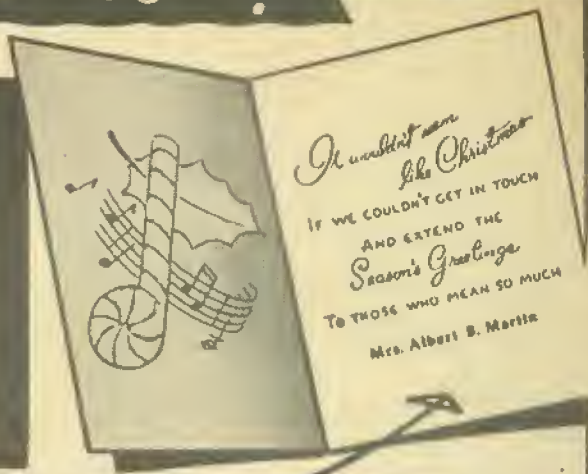 It wouldn't seem
like Christmas
IF WE COULDN'T GET IN TOUCH
AND EXTEND THE
Season's Greetings
TO THOSE WHO MEAN SO MUCH
Mrs. Albert B. Martin